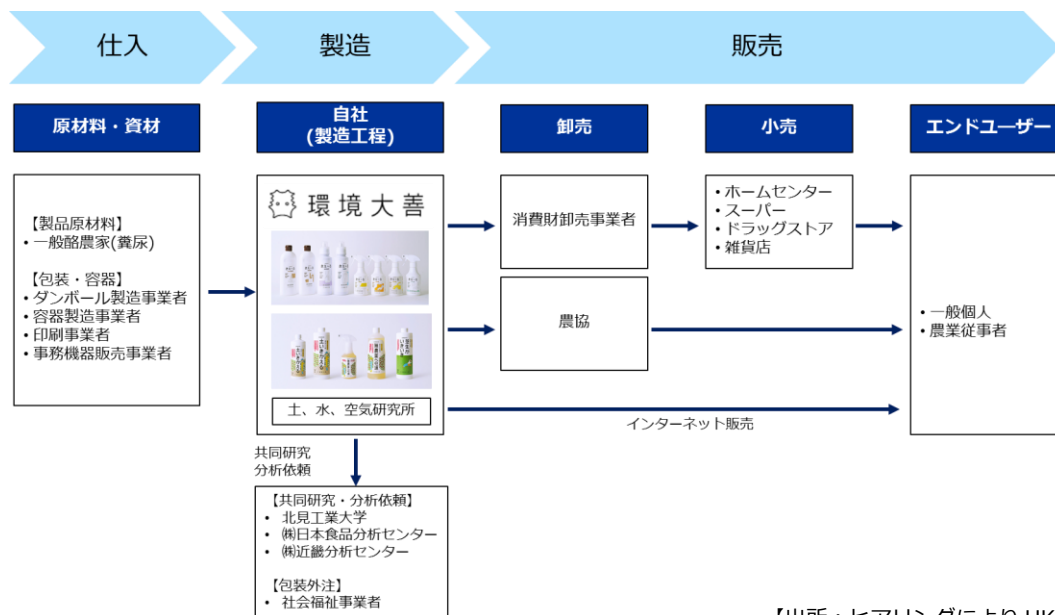 仕入
製造
販売
原材料・資材
自社
(製造工程)
卸売
小売
エンドユーザー
【製品原材料】
・一般酪農家(糞尿)
【包装・容器】
・ダンボール製造事業者
・容器製造事業者
・印刷事業者
・事務機器販売事業者
環境大善
土、水、空気研究所
消費財卸売事業者
農協
・ホームセンター
・スーパー
・ドラッグストア
・雑貨店
・一般個人
・農業従事者
インターネット販売
共同研究
分析依頼
【共同研究・分析依頼】
・北見工業大学
・㈱日本食品分析センター
・㈱近畿分析センター
【包装外注】
・社会福祉事業者